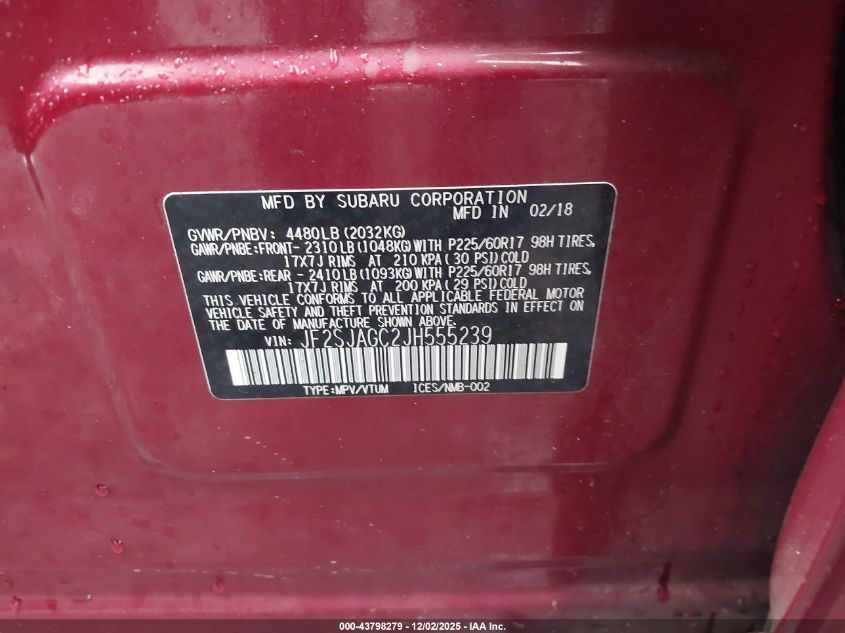 MFD BY SUBARU CORPORATION
MFD IN 02/18
GVWR/PNBV: 4480LB (2032KG)
GAWR/PNBE:FRONT- 2310LB (1048KG) WITH P225/60R17 98H TIRES,
17X7J RIMS AT 210 KPA ( 30 PSI) COLD
GAWR/PNBE:REAR - 2410LB (1093KG) WITH P225/60R17 98H TIRES,
17X7J RIMS AT 200 KPA ( 29 PSI) COLD
THIS VEHICLE CONFORMS TO ALL APPLICABLE FEDERAL MOTOR
VEHICLE SAFETY AND THEFT PREVENTION STANDARDS IN EFFECT ON
THE DATE OF MANUFACTURE SHOWN ABOVE.
VIN: JF2SJAGC2JH555239
TYPE:MPV/VTUM ICES/NMB-002
000-43798279 - 12/02/2025 - IAA Inc.